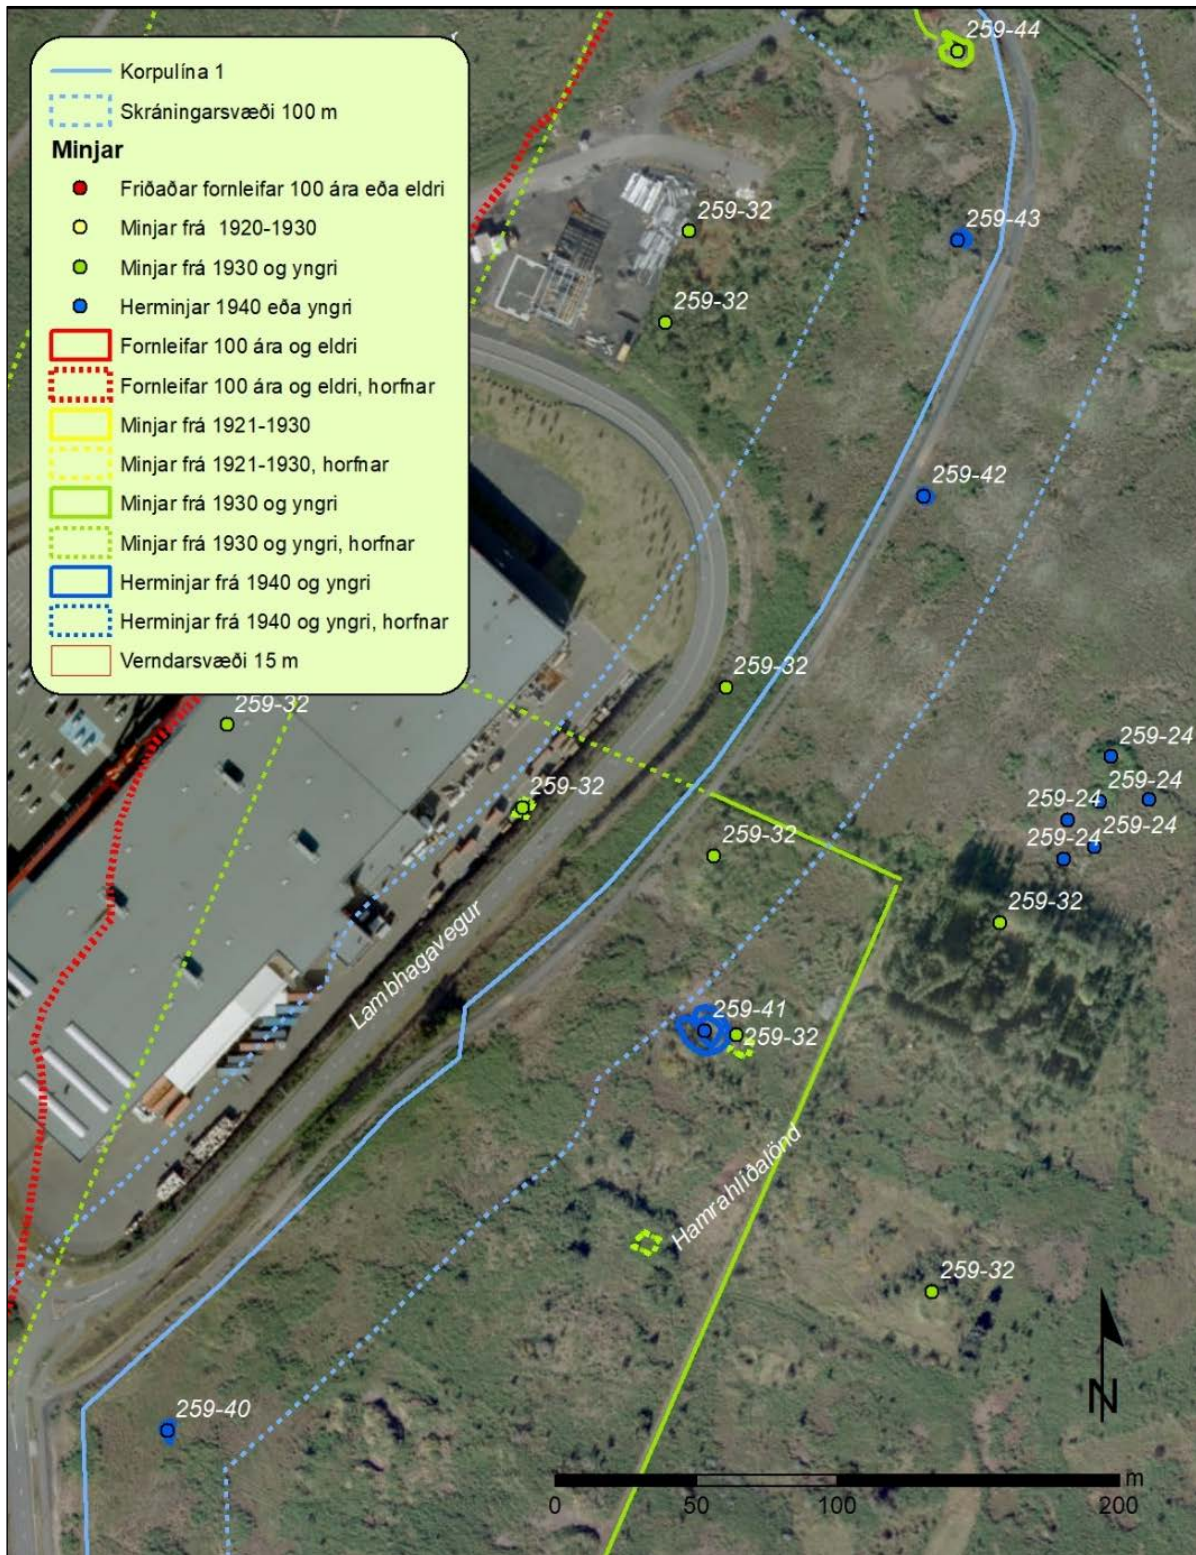 Korpulína 1
Skráningarsvæði 100 m
Minjar
Friðaðar fornleifar 100 ára eða eldri
Minjar frá 1920-1930
Minjar frá 1930 og yngri
Herminjar 1940 eða yngri
Fornleifar 100 ára og eldri
Fornleifar 100 ára og eldri, horfnar
Minjar frá 1921-1930
Minjar frá 1921-1930, horfnar
Minjar frá 1930 og yngri
Minjar frá 1930 og yngri, horfnar
Herminjar frá 1940 og yngri
Herminjar frá 1940 og yngri, horfnar
Verndarsvæði 15 m
259-44
259-32
259-43
259-32
259-42
259-32
259-32
259-24
259-32
259-24
259-24
259-24
259-24
259-32
259-32
Lambhagavegur
259-41
259-32
Hamrahlíðalönd
259-32
259-40
N
m
0 50 100 200